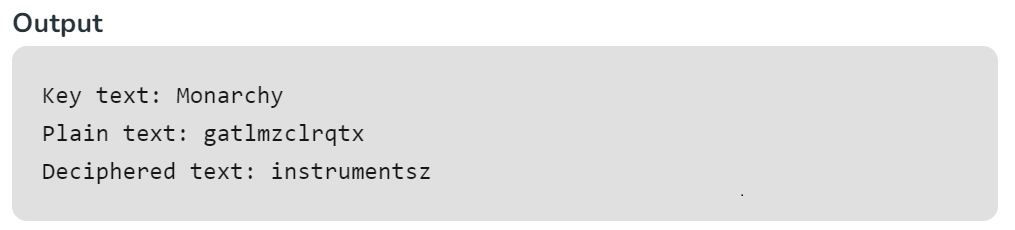 Output
Key text: Monarchy
Plain text: gatlmzclrqtx
Deciphered text: instrumentsz